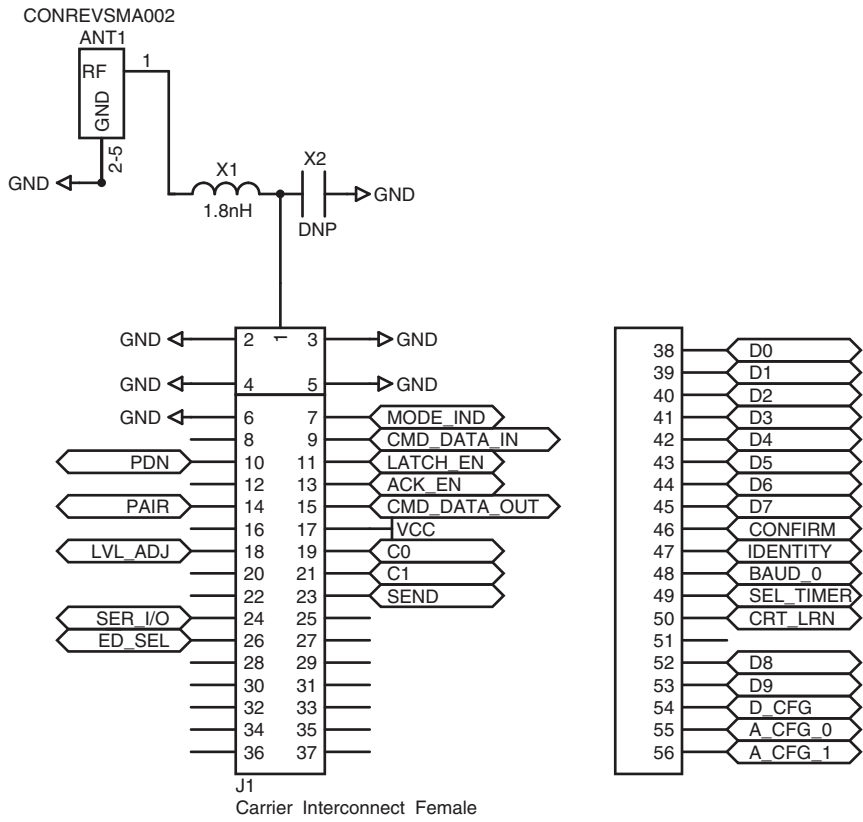 CONREVSMA002
ANT1
RF
GND
1
2-5
GND
X1
1.8nH
X2
DNP
GND
GND 2 1 3 GND
GND 4 5 GND
GND 6 7 MODE_IND
8 9 CMD_DATA_IN
PDN 10 11 LATCH_EN
12 13 ACK_EN
PAIR 14 15 CMD_DATA_OUT
16 17 VCC
LVL_ADJ 18 19 C0
20 21 C1
22 23 SEND
SER_I/O 24 25
ED_SEL 26 27
28 29
30 31
32 33
34 35
36 37
J1
Carrier Interconnect Female
38 D0
39 D1
40 D2
41 D3
42 D4
43 D5
44 D6
45 D7
46 CONFIRM
47 IDENTITY
48 BAUD_0
49 SEL_TIMER
50 CRT_LRN
51
52 D8
53 D9
54 D_CFG
55 A_CFG_0
56 A_CFG_1